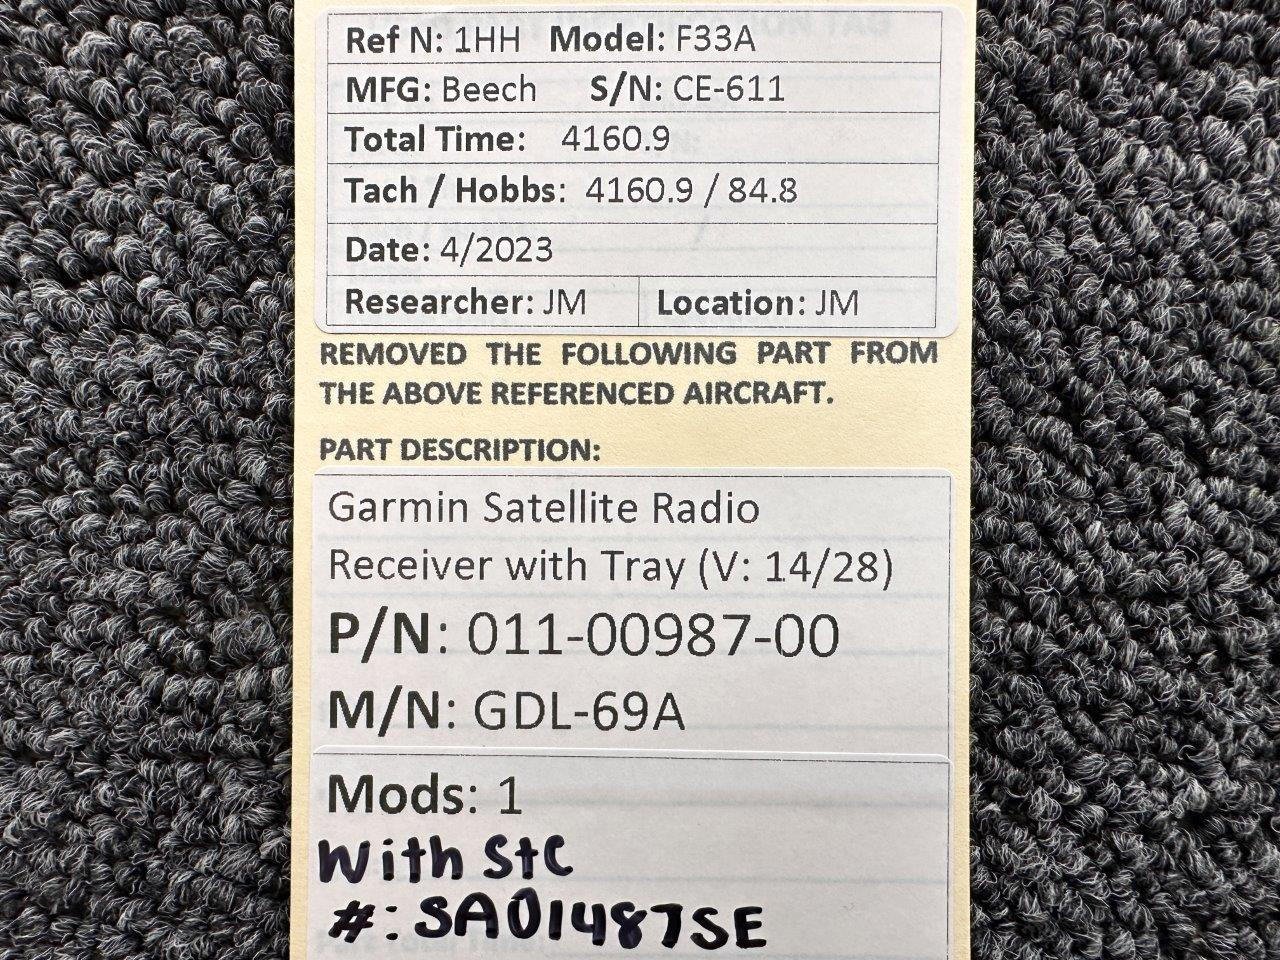 Ref N: 1HH Model: F33A
MFG: Beech S/N: CE-611
Total Time: 4160.9
Tach / Hobbs: 4160.9 / 84.8
Date: 4/2023
Researcher: JM Location: JM
REMOVED THE FOLLOWING PART FROM
THE ABOVE REFERENCED AIRCRAFT.
PART DESCRIPTION:
Garmin Satellite Radio
Receiver with Tray (V: 14/28)
P/N: 011-00987-00
M/N: GDL-69A
Mods: 1
With StC
#: SA01487SE